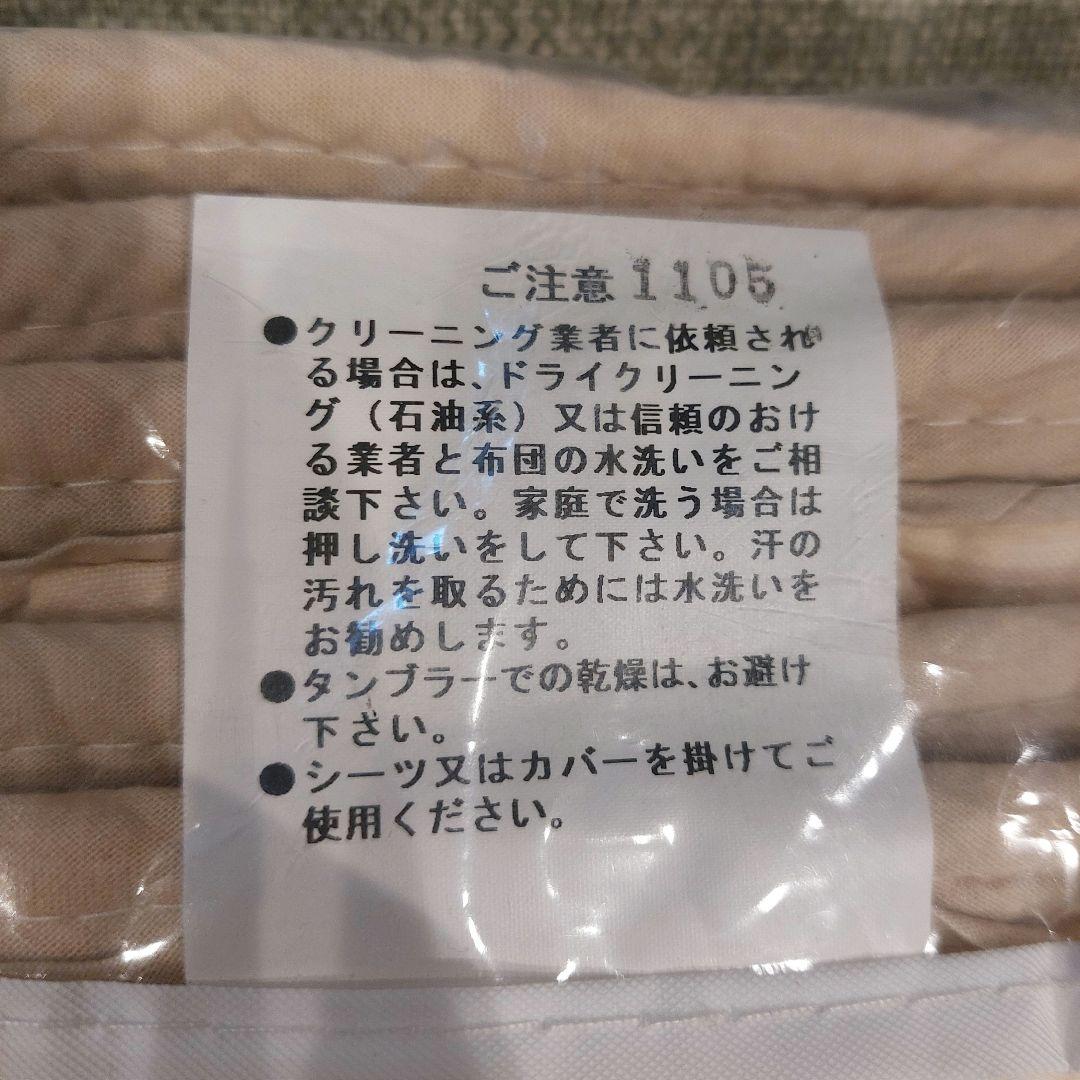 ご注意 1105
●クリーニング業者に依頼され
る場合は、ドライクリーニン
グ（石油系）又は信頼のおけ
る業者と布団の水洗いをご相
談下さい。家庭で洗う場合は
押し洗いをして下さい。汗の
汚れを取るためには水洗いを
お勧めします。
●タンブラーでの乾燥は、お避け
下さい。
●シーツ又はカバーを掛けてご
使用ください。